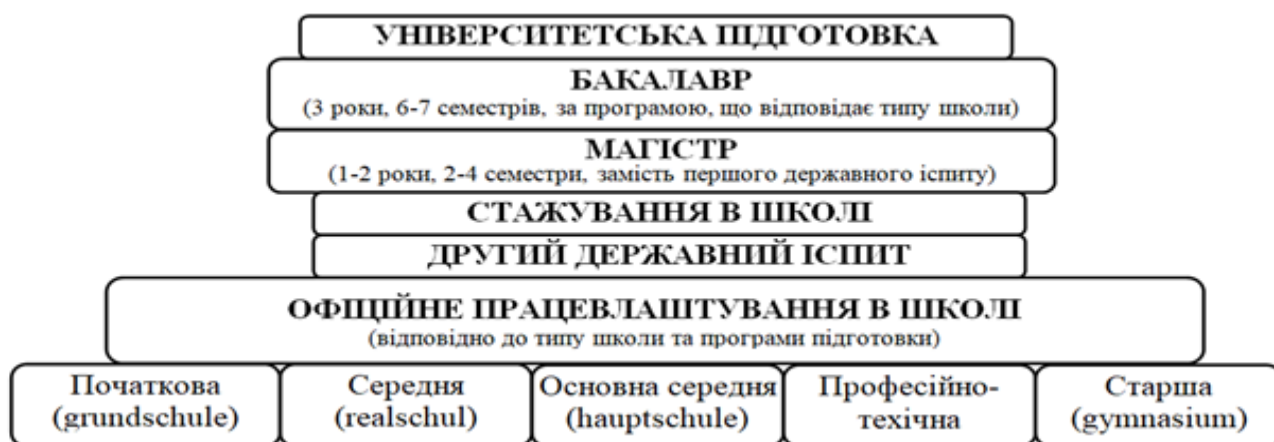 УНІВЕРСИТЕТСЬКА ПІДГОТОВКА
БАКАЛАВР
(3 роки, 6-7 семестрів, за програмою, що відповідає типу школи)
МАГІСТР
(1-2 роки, 2-4 семестри, замість першого державного іспиту)
СТАЖУВАННЯ В ШКОЛІ
ДРУГИЙ ДЕРЖАВНИЙ ІСПИТ
ОФІЦІЙНЕ ПРАЦЕВЛАШТУВАННЯ В ШКОЛІ
(відповідно до типу школи та програми підготовки)
Початкова
(grundschule)
Середня
(realschul)
Основна середня
(hauptschule)
Професійно-
техічна
Старша
(gymnasium)